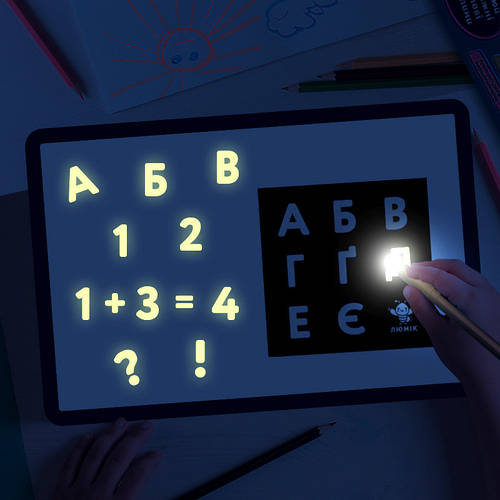 А Б В
1 2
1 + 3 = 4
? !
А Б В
Г Ґ Д
Е Є
ЛЮМІК